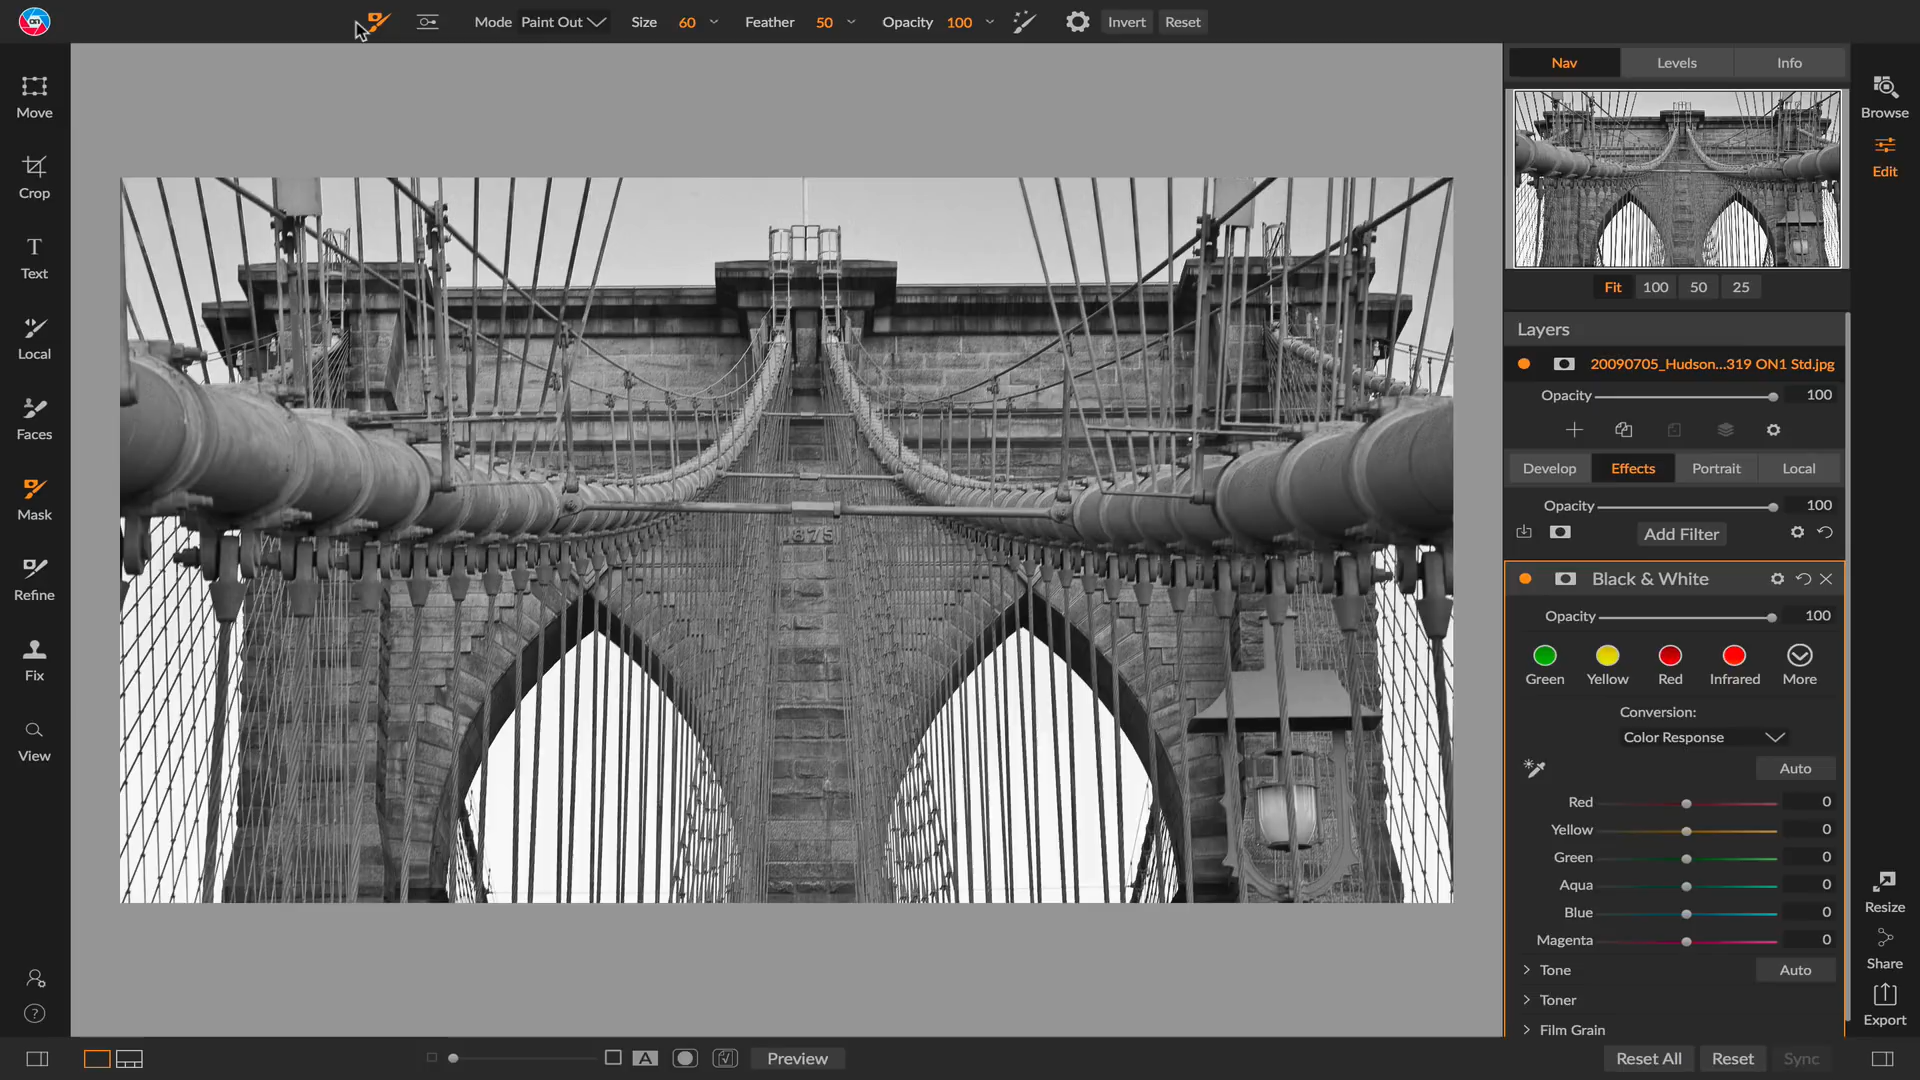 ON1
Mode Paint Out Size 60 Feather 50 Opacity 100 Invert Reset
Nav Levels Info
Move
Crop
Text
Local
Faces
Mask
Refine
Fix
View
1875
Browse
Edit
Fit 100 50 25
Layers
20090705_Hudson...319 ON1 Std.jpg
Opacity 100
Develop Effects Portrait Local
Opacity 100
Add Filter
Black & White
Opacity 100
Green Yellow Red Infrared More
Conversion:
Color Response
Auto
Red 0
Yellow 0
Green 0
Aqua 0
Blue 0
Magenta 0
Tone Auto
Toner
Film Grain
Resize
Share
Export
A Preview
Reset All Reset Sync